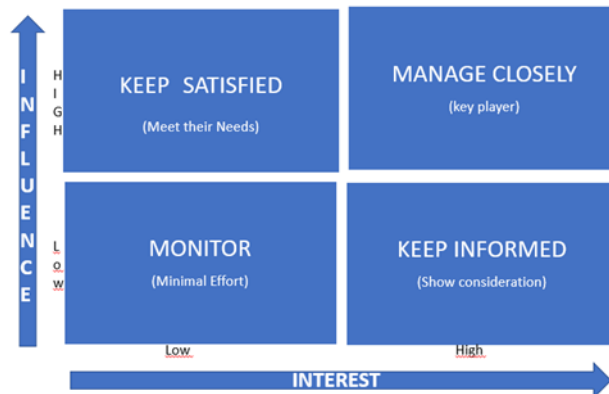 INFLUENCE
HIGH
KEEP SATISFIED
(Meet their Needs)
MANAGE CLOSELY
(key player)
Low
MONITOR
(Minimal Effort)
KEEP INFORMED
(Show consideration)
Low
High
INTEREST